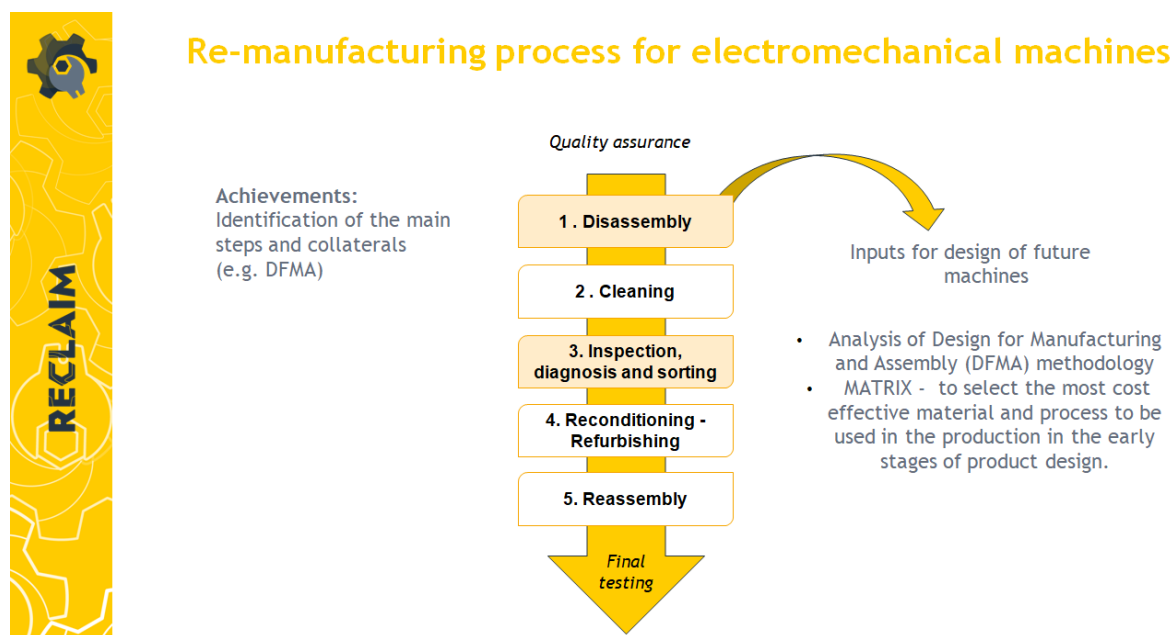 Re-manufacturing process for electromechanical machines
RECLAIM
Achievements:
Identification of the main
steps and collaterals
(e.g. DFMA)
Quality assurance
1 . Disassembly
2 . Cleaning
3. Inspection,
diagnosis and sorting
4. Reconditioning -
Refurbishing
5. Reassembly
Final
testing
Inputs for design of future
machines
• Analysis of Design for Manufacturing
and Assembly (DFMA) methodology
• MATRIX - to select the most cost
effective material and process to be
used in the production in the early
stages of product design.